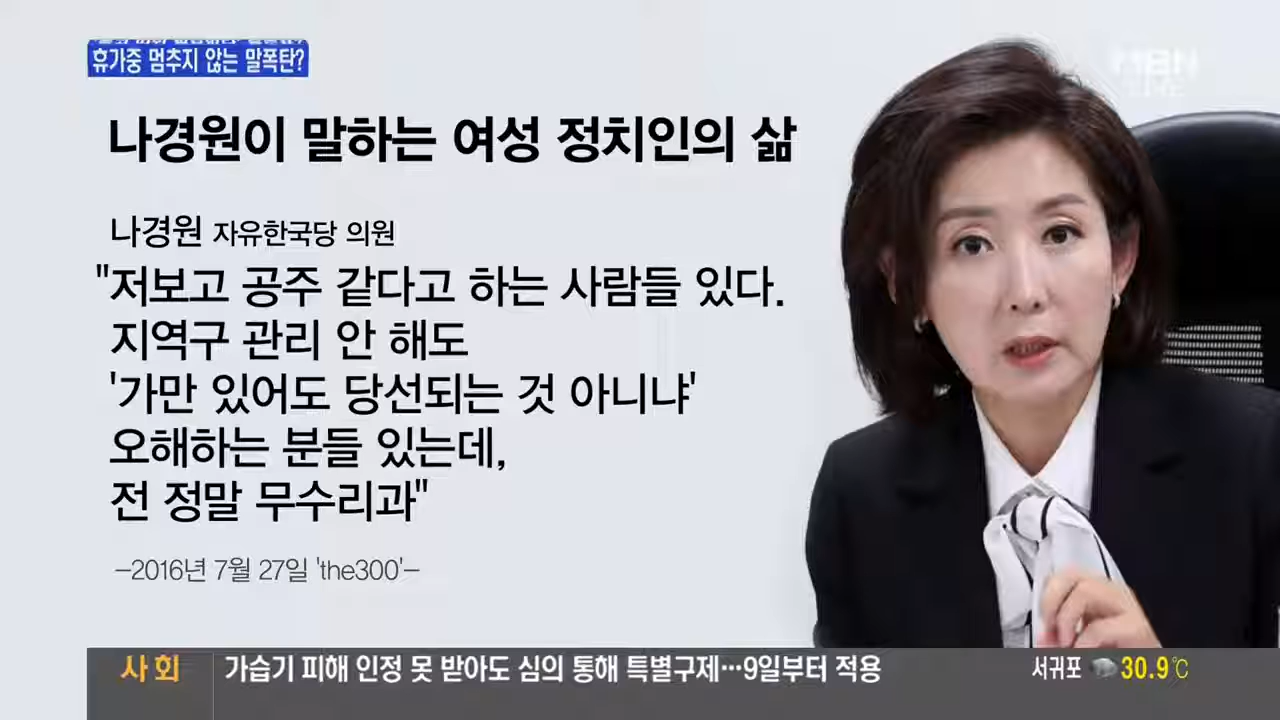 휴가중 멈추지 않는 말폭탄?
MBN
LIVE
나경원이 말하는 여성 정치인의 삶
나경원 자유한국당 의원
"저보고 공주 같다고 하는 사람들 있다.
지역구 관리 안 해도
'가만 있어도 당선되는 것 아니냐'
오해하는 분들 있는데,
전 정말 무수리과"
–2016년 7월 27일 'the300'–
사회 가습기 피해 인정 못 받아도 심의 통해 특별구제…9일부터 적용 서귀포 30.9℃